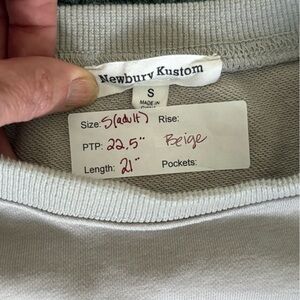 Newbury Kustom
S
MADE IN
Size: S(adult) Rise:
PTP: 22.5" Beige
Length: 21" Pockets: